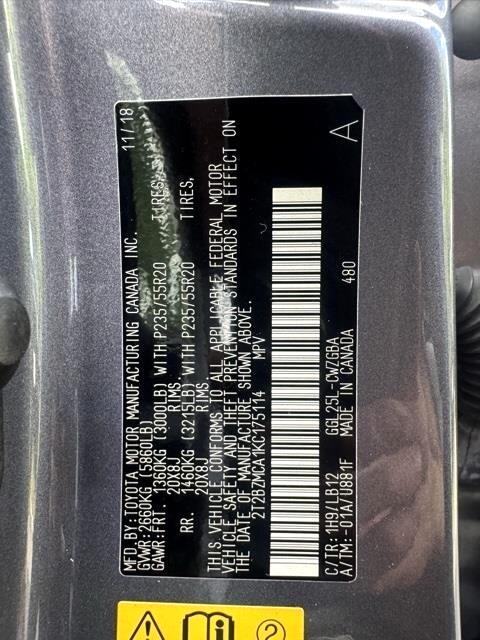 MFD.BY:TOYOTA MOTOR MANUFACTURING CANADA INC. 11/18
GVWR:2660KG (5860LB)
GAWR:FRT. 1360KG (3000LB) WITH P235/55R20 TIRES,
20X8J RIMS.
RR. 1460KG (3215LB) WITH P235/55R20 TIRES,
20X8J RIMS
THIS VEHICLE CONFORMS TO ALL APPLICABLE FEDERAL MOTOR
VEHICLE SAFETY AND THEFT PREVENTION STANDARDS IN EFFECT ON
THE DATE OF MANUFACTURE SHOWN ABOVE.
2T2BZMCA1KC175114 MPV
C/TR:1H9/LB12 GGL25L-CWZGBA
A/TM:-01A/U881F MADE IN CANADA 480
A